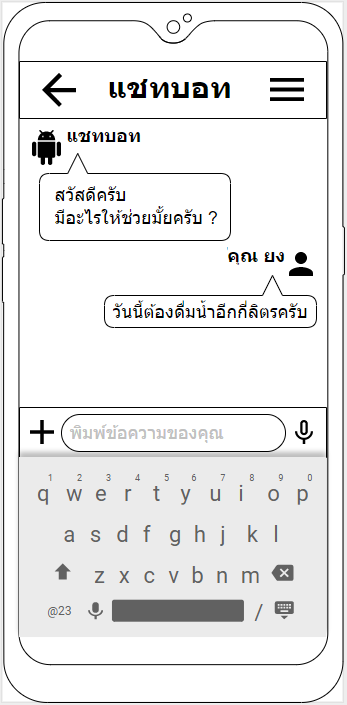 แชทบอท
แชทบอท
สวัสดีครับ
มีอะไรให้ช่วยมั้ยครับ ?
คุณ ยง
วันนี้ต้องดื่มน้ำอีกกี่ลิตรครับ
พิมพ์ข้อความของคุณ
1 2 3 4 5 6 7 8 9 0
q w e r t y u i o p
a s d f g h j k l
z x c v b n m
@23 /